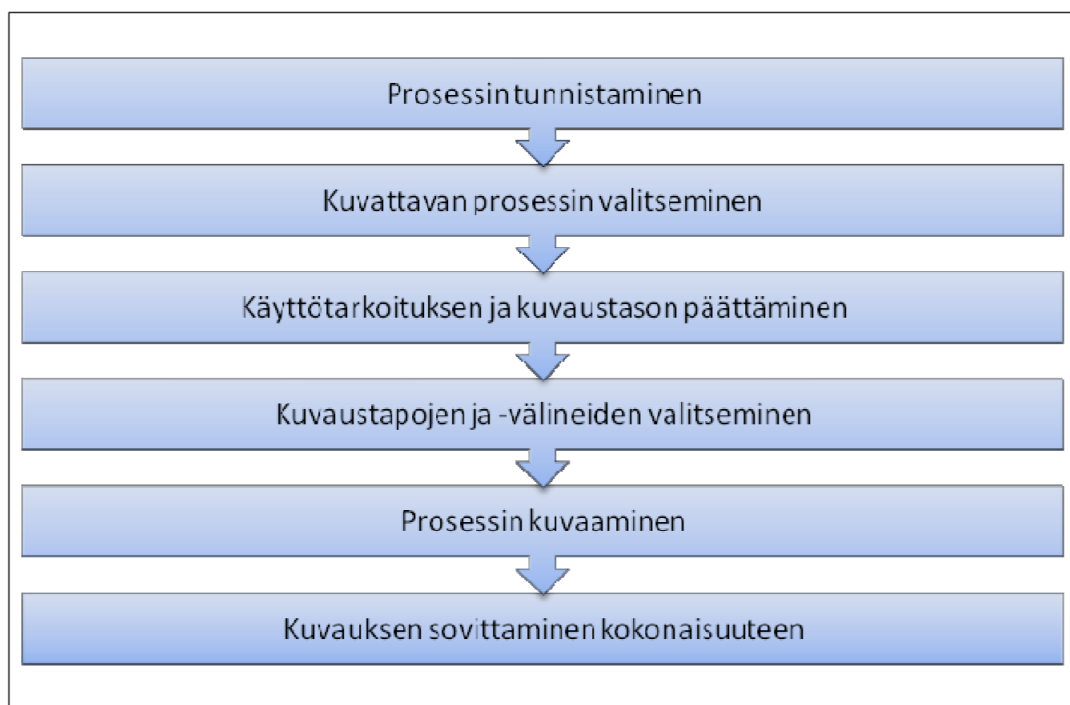 Prosessin tunnistaminen
Kuvattavan prosessin valitseminen
Käyttötarkoituksen ja kuvaustason päättäminen
Kuvaustapojen ja -välineiden valitseminen
Prosessin kuvaaminen
Kuvauksen sovittaminen kokonaisuuteen